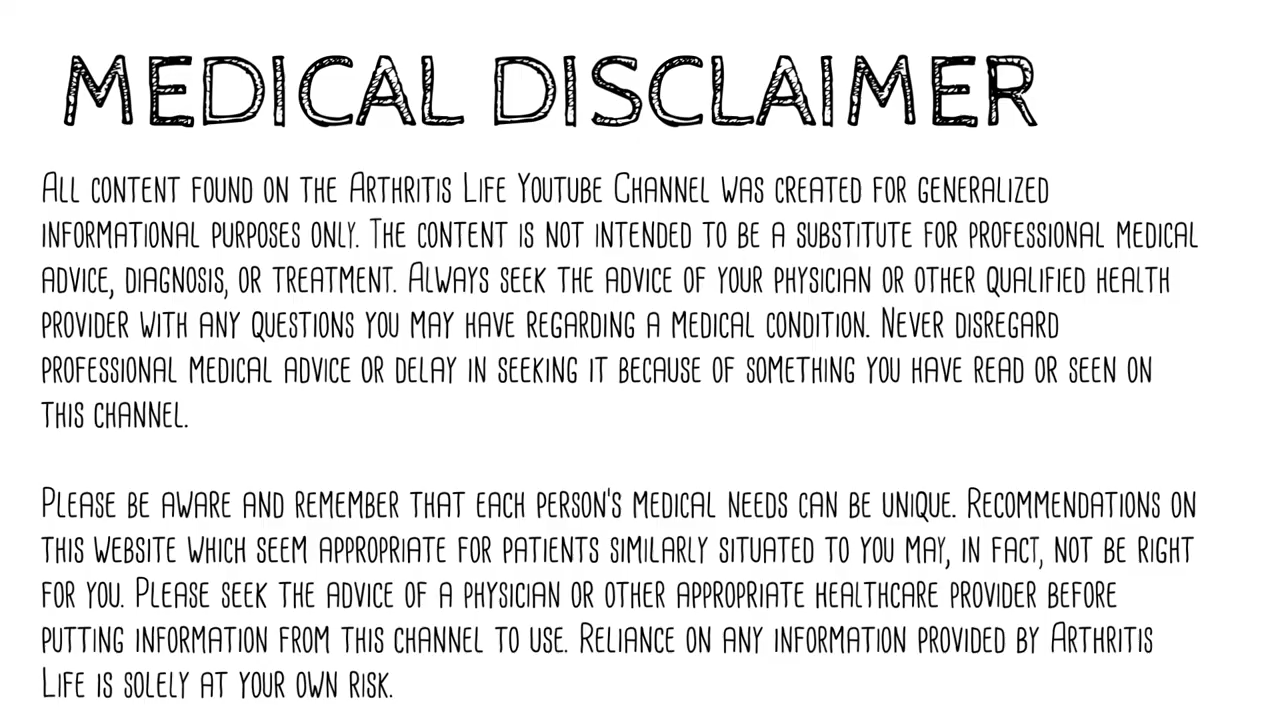 MEDICAL DISCLAIMER
All content found on the Arthritis Life Youtube Channel was created for generalized
informational purposes only. The content is not intended to be a substitute for professional medical
advice, diagnosis, or treatment. Always seek the advice of your physician or other qualified health
provider with any questions you may have regarding a medical condition. Never disregard
professional medical advice or delay in seeking it because of something you have read or seen on
this channel.
Please be aware and remember that each person's medical needs can be unique. Recommendations on
this website which seem appropriate for patients similarly situated to you may, in fact, not be right
for you. Please seek the advice of a physician or other appropriate healthcare provider before
putting information from this channel to use. Reliance on any information provided by Arthritis
Life is solely at your own risk.